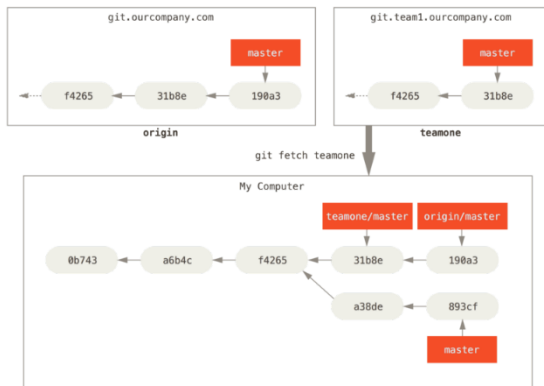 git.ourcompany.com
master
f4265 31b8e 190a3
origin
git.team1.ourcompany.com
master
f4265 31b8e
teamone
git fetch teamone
My Computer
teamone/master origin/master
0b743 a6b4c f4265 31b8e 190a3
a38de 893cf
master